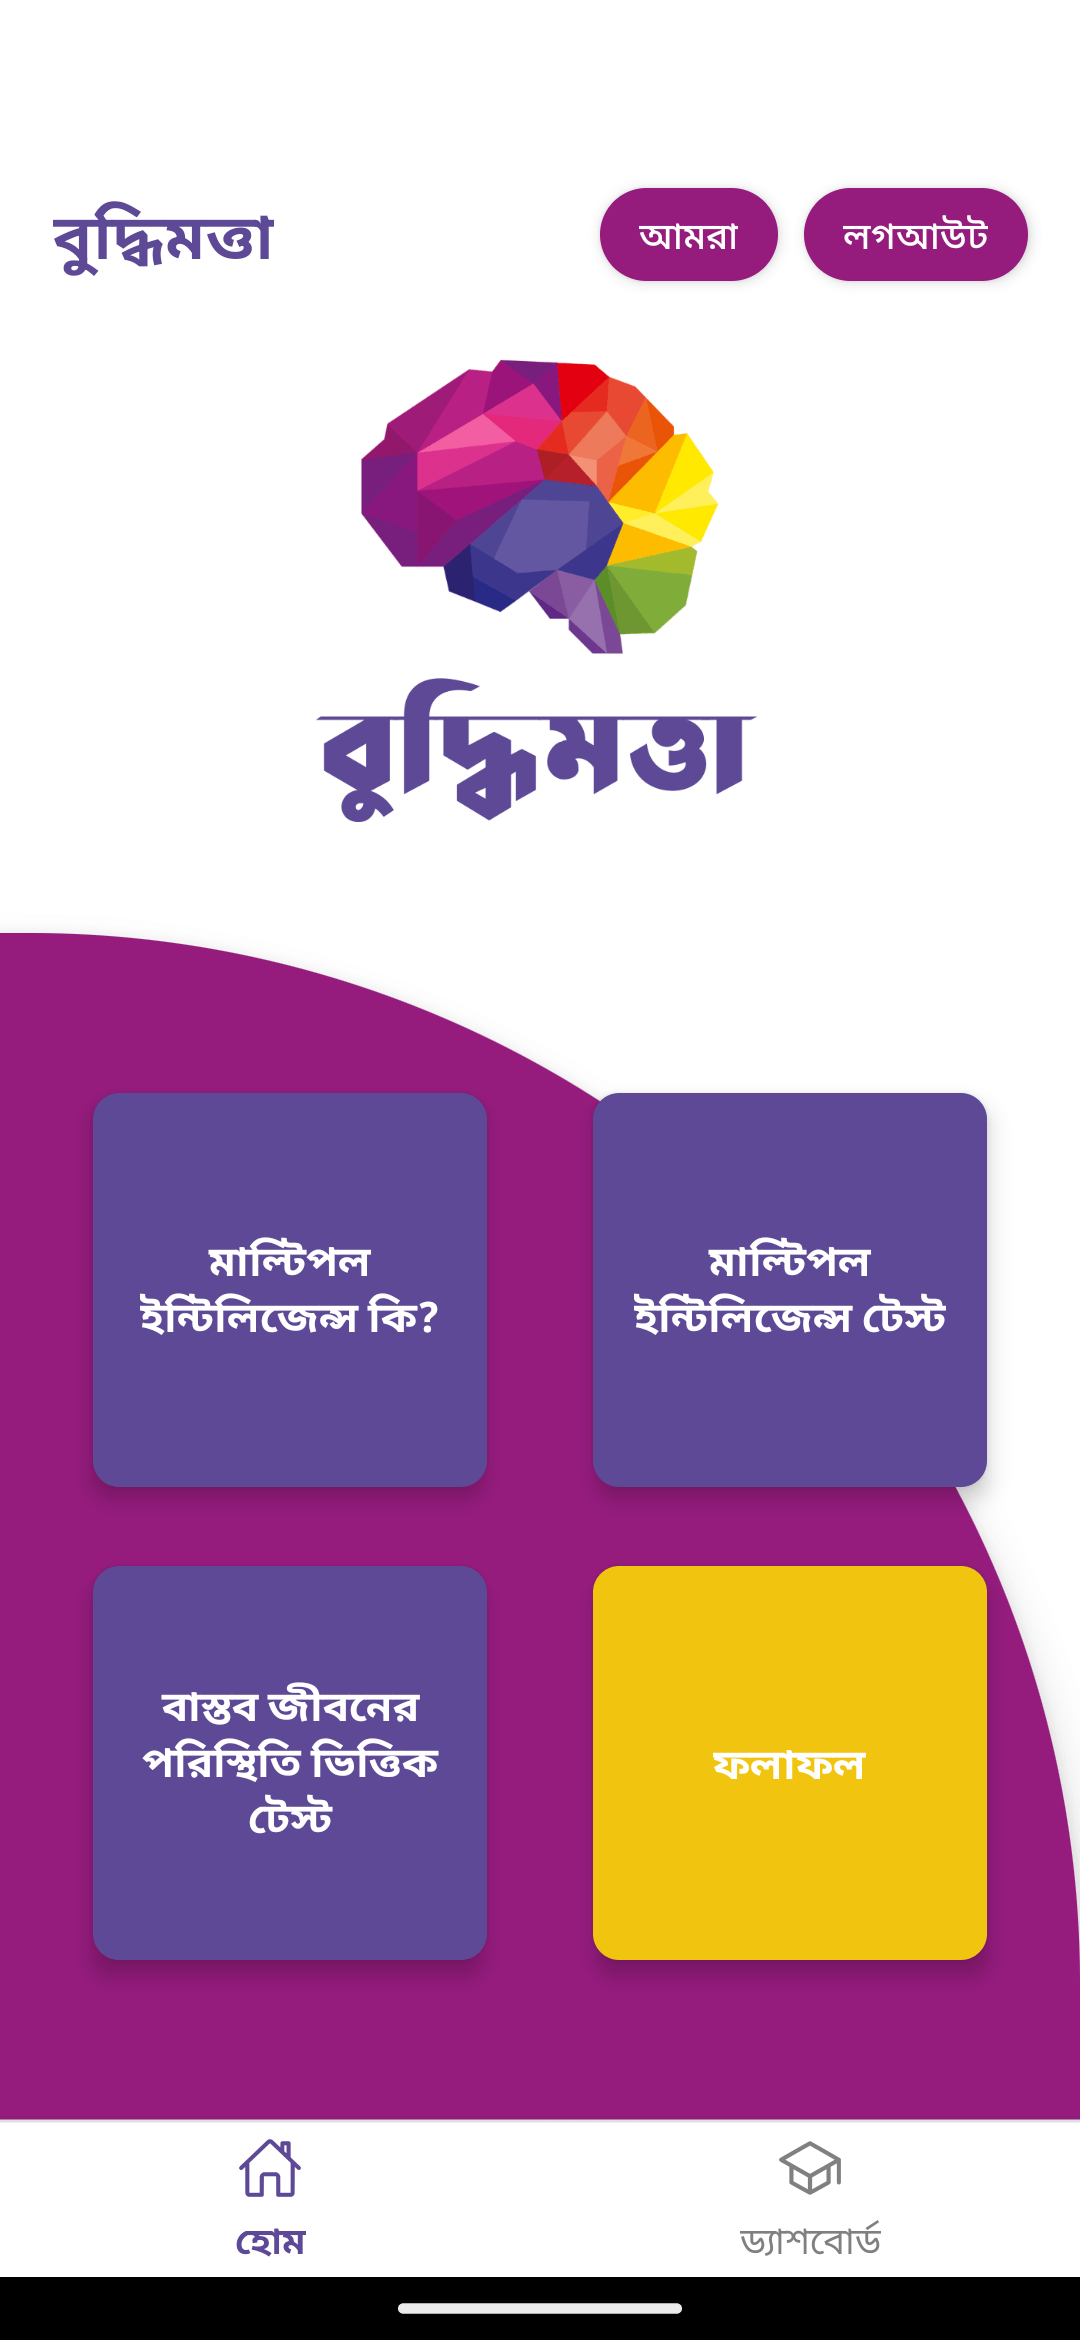 বুদ্ধিমত্তা
আমরা
লগআউট
বুদ্ধিমত্তা
মাল্টিপল
ইন্টিলিজেন্স কি?
মাল্টিপল
ইন্টিলিজেন্স টেস্ট
বাস্তব জীবনের
পরিস্থিতি ভিত্তিক
টেস্ট
ফলাফল
হোম
ড্যাশবোর্ড